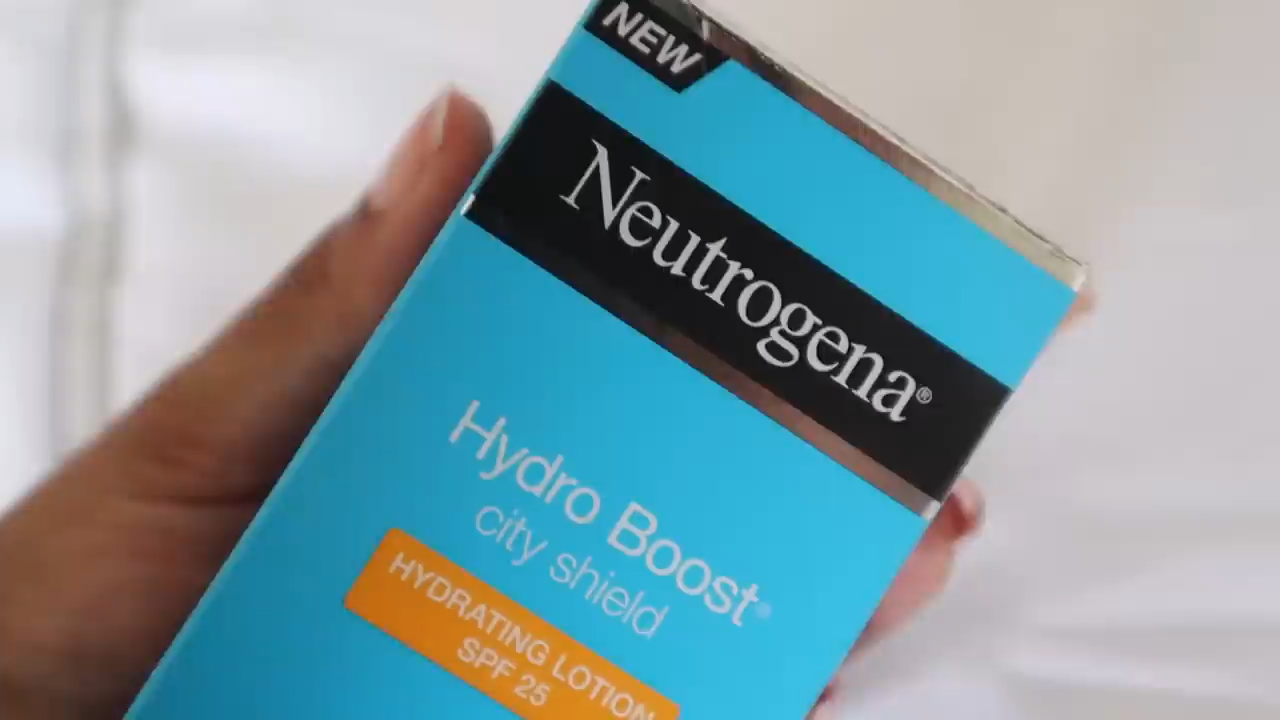 NEW
Neutrogena®
Hydro Boost®
city shield
HYDRATING LOTION
SPF 25